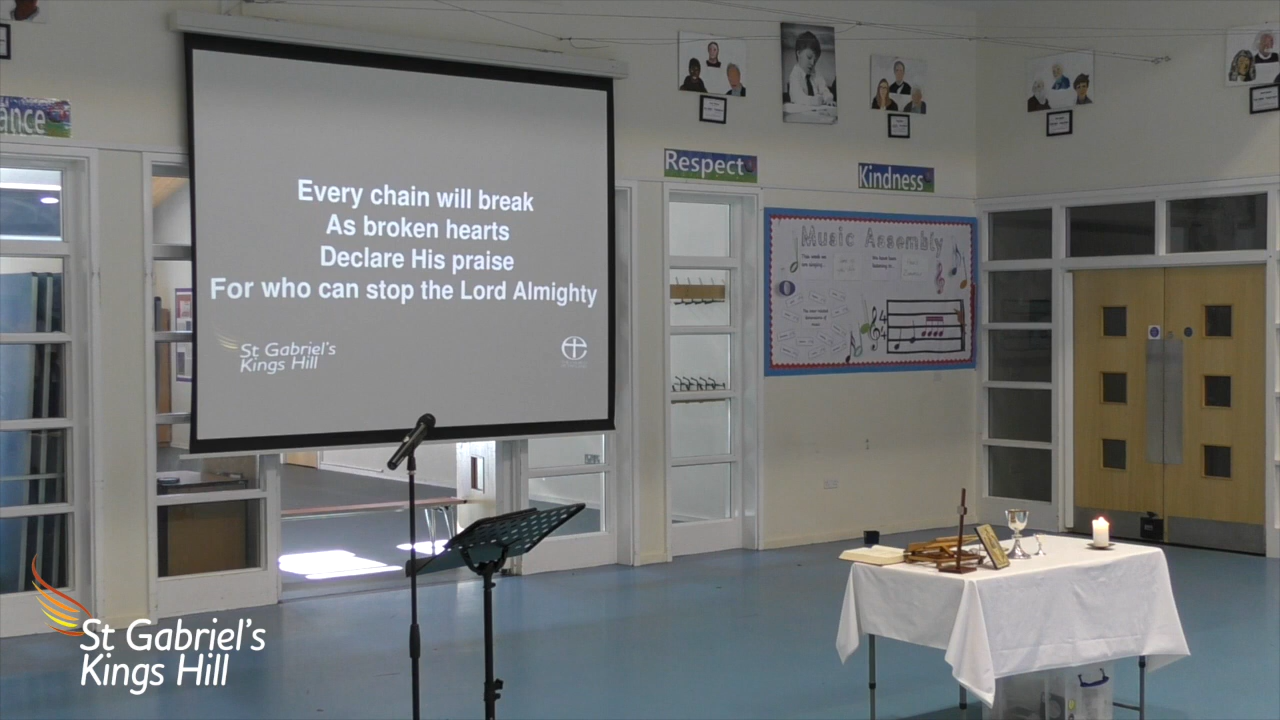 ance
Every chain will break
As broken hearts
Declare His praise
For who can stop the Lord Almighty
St Gabriel's
Kings Hill
Respect
Kindness
Music Assembly
St Gabriel's
Kings Hill